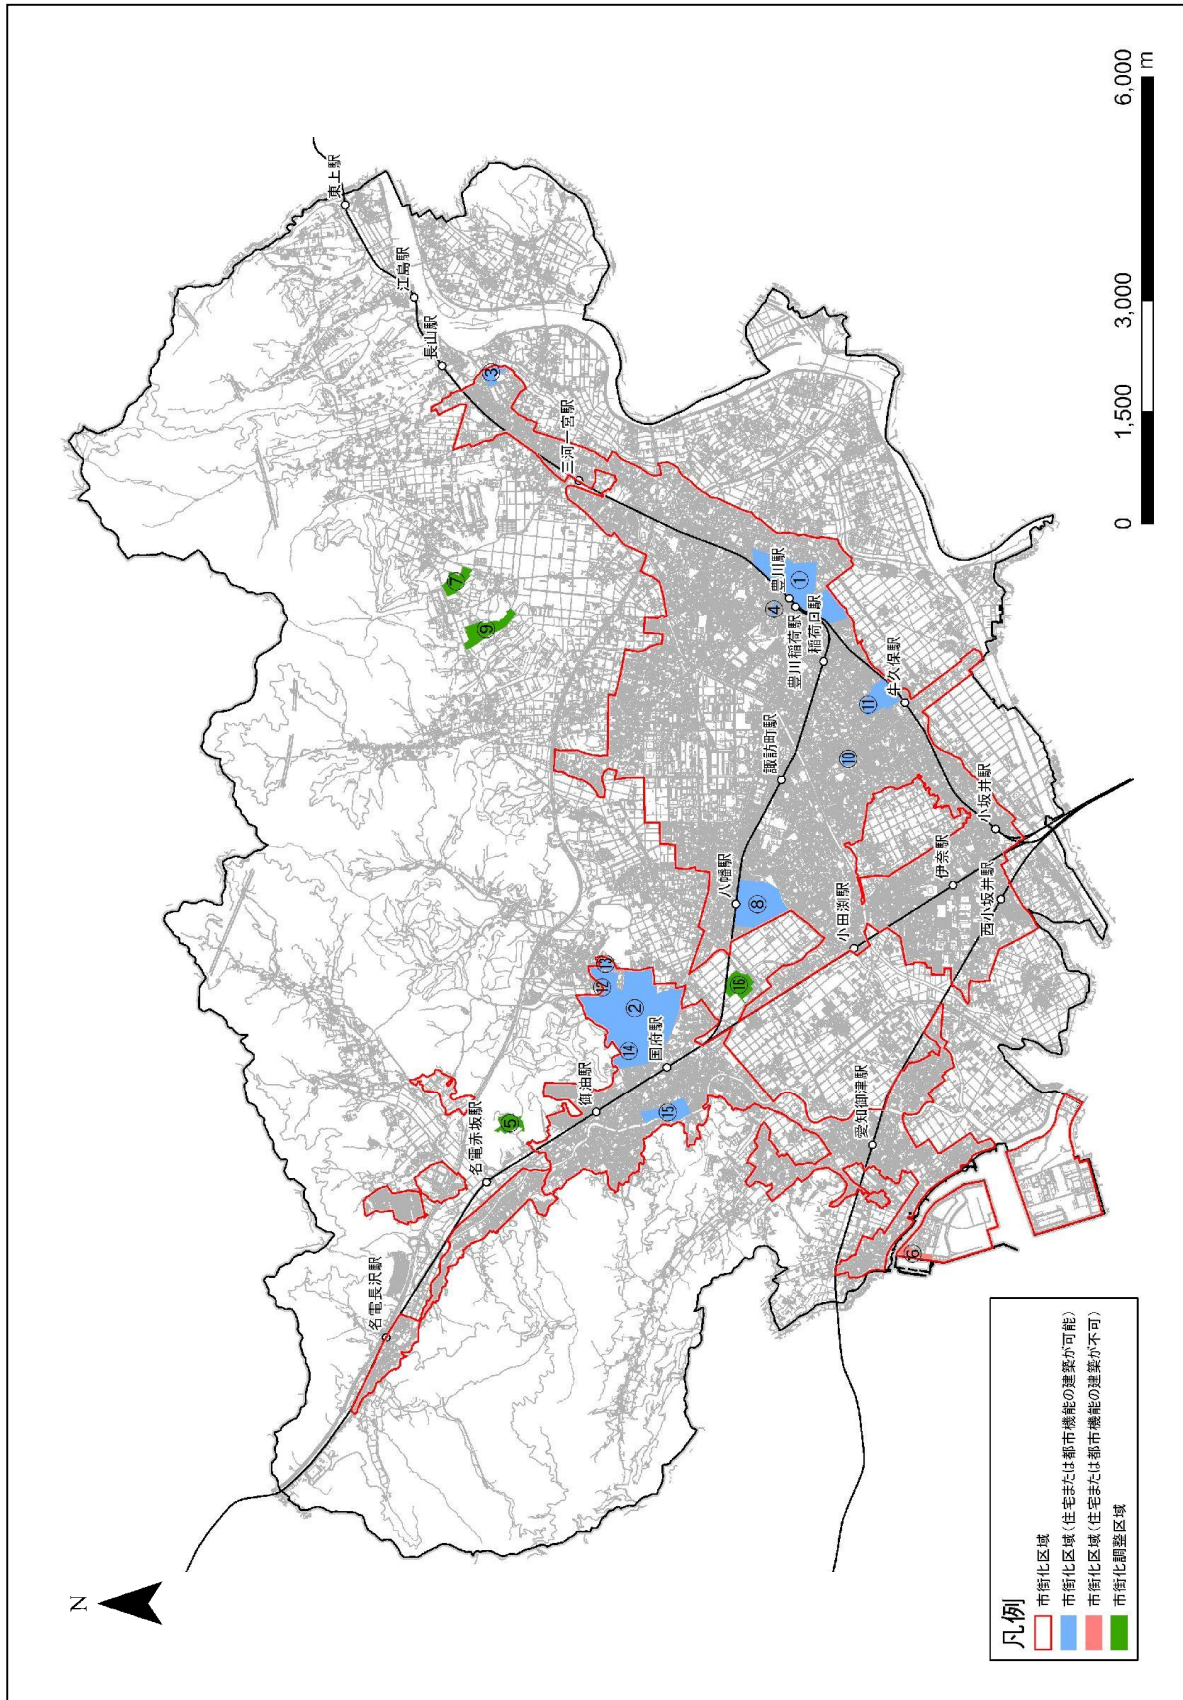 N
東上駅
江島駅
長山駅
③
三河一宮駅
⑦
⑨
名電長沢駅
名電赤坂駅
⑤
御油駅
⑬
⑫
②
⑭
国府駅
⑮
⑯
八幡駅
⑧
諏訪町駅
④
豊川駅
①
豊川稲荷駅
稲荷口駅
⑪
牛久保駅
⑩
小田渕駅
伊奈駅
小坂井駅
西小坂井駅
愛知御津駅
⑥
凡例
市街化区域
市街化区域(住宅または都市機能の建築が可能)
市街化区域(住宅または都市機能の建築が不可)
市街化調整区域
0 1,500 3,000 6,000
m